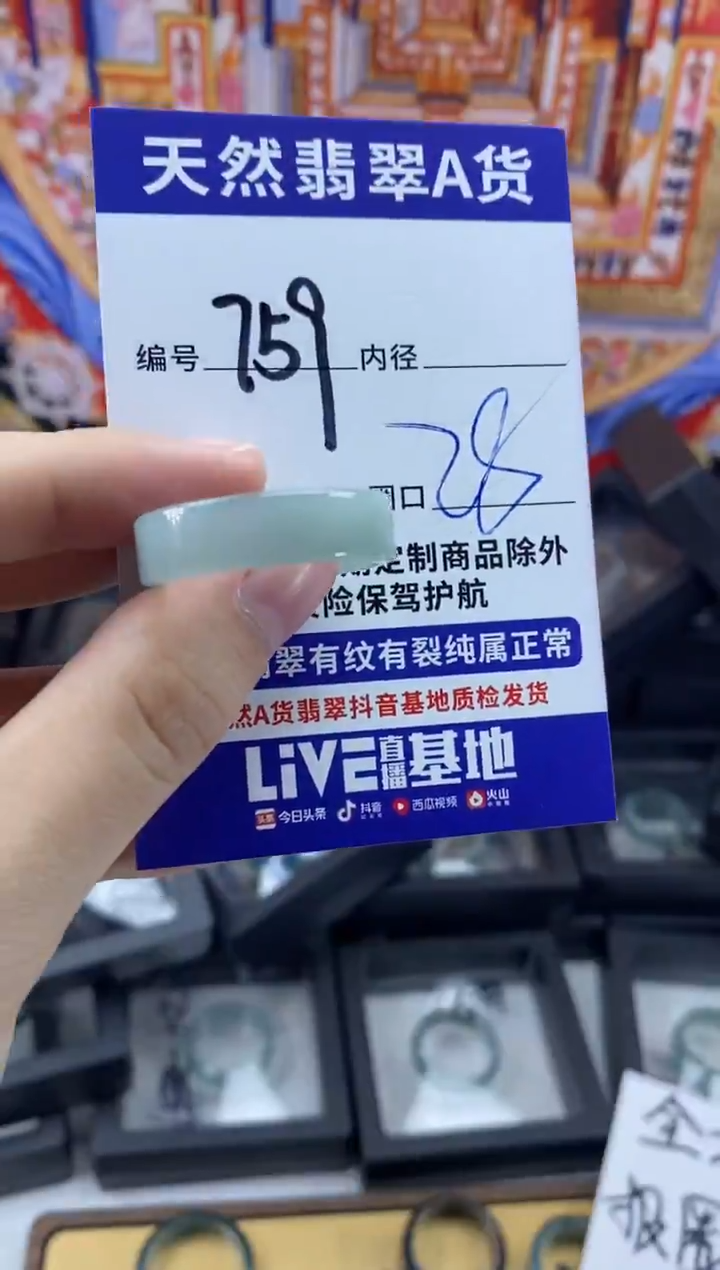 天然翡翠A货
编号 759 内径
圈口 28
定制商品除外
险保驾护航
翠有纹有裂纯属正常
然A货翡翠抖音基地质检发货
LiVE直播基地
头条 今日头条 抖音 西瓜视频 火山
全